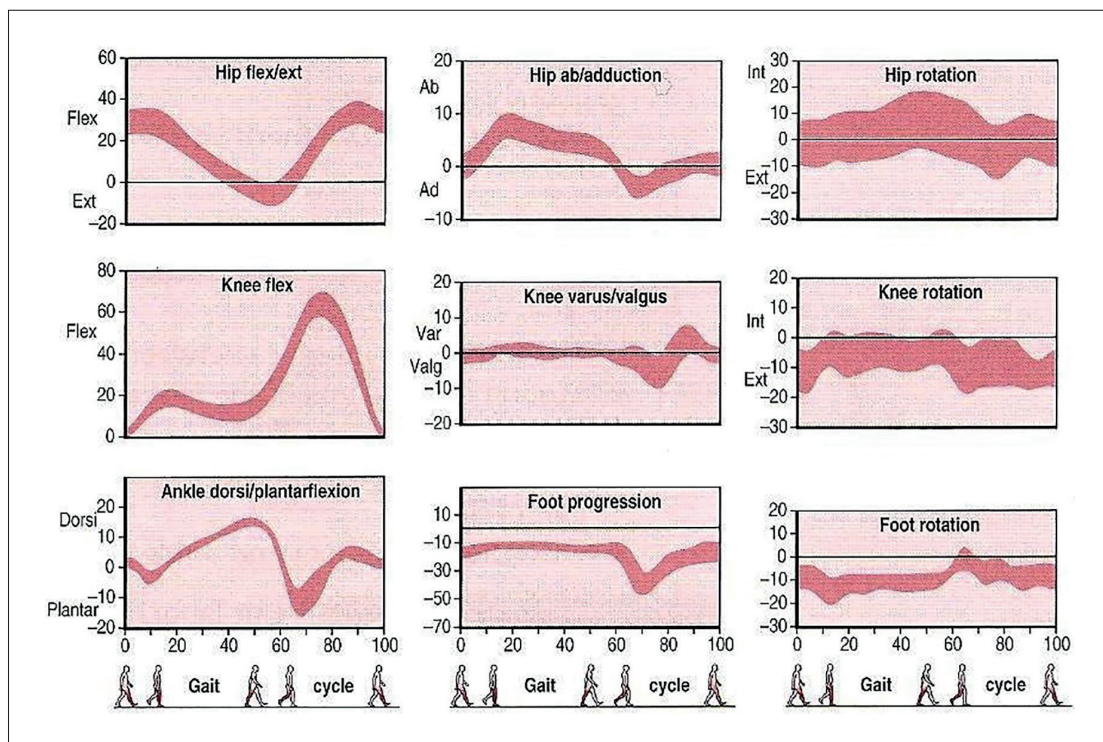 Hip flex/ext
60
40
Flex
20
0
Ext
−20
Hip ab/adduction
20
Ab
10
0
Ad
−10
Hip rotation
Int
30
20
10
0
−10
Ext
−20
−30
Knee flex
80
60
Flex
40
20
0
Knee varus/valgus
20
10
Var
0
Valg
−10
−20
Knee rotation
20
Int
10
0
−10
Ext
−20
−30
Ankle dorsi/plantarflexion
20
Dorsi
10
0
−10
Plantar
−20
0 20 40 60 80 100
Gait cycle
Foot progression
10
−10
−30
−50
−70
0 20 40 60 80 100
Gait cycle
Foot rotation
20
10
0
−10
−20
−30
0 20 40 60 80 100
Gait cycle